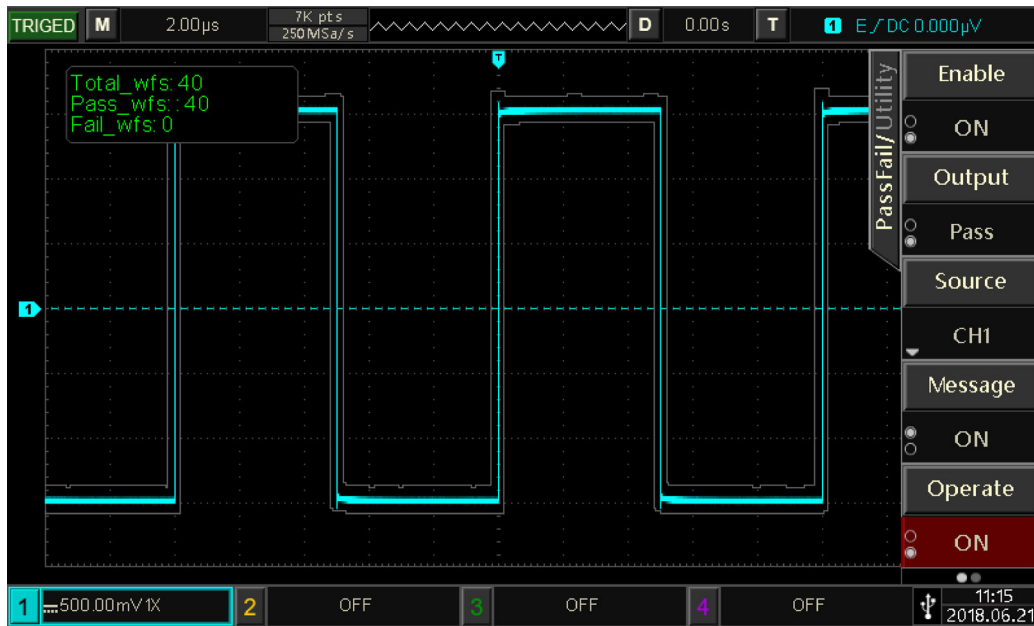 TRIGED M 2.00μs 7K pts D 0.00s T 1 E DC 0.000μV
250MSa/s
T
Total_wfs:40
Pass_wfs::40
Fail_wfs:0
PassFail/Utility
Enable
ON
Output
Pass
Source
1
CH1
Message
ON
Operate
ON
1 500.00mV 1X 2 OFF 3 OFF 4 OFF 11:15
2018.06.21